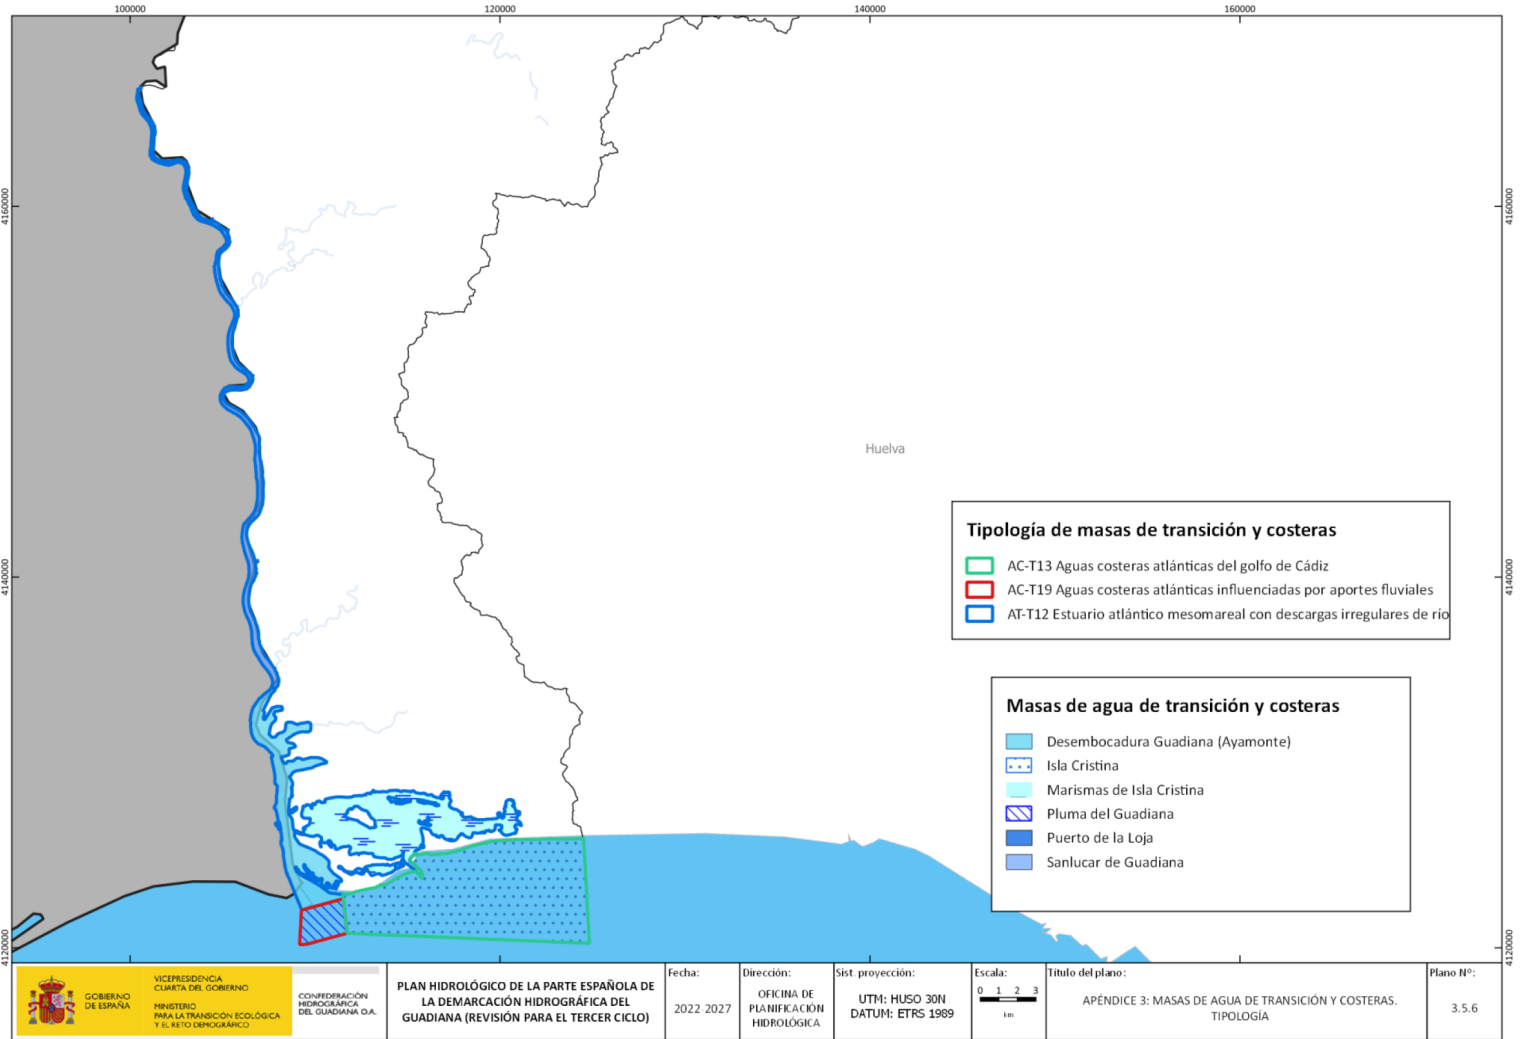 100000
120000
140000
160000
4160000
4160000
Huelva
Tipología de masas de transición y costeras
AC-T13 Aguas costeras atlánticas del golfo de Cádiz
AC-T19 Aguas costeras atlánticas influenciadas por aportes fluviales
AT-T12 Estuario atlántico mesomareal con descargas irregulares de río
4140000
4140000
Masas de agua de transición y costeras
Desembocadura Guadiana (Ayamonte)
Isla Cristina
Marismas de Isla Cristina
Pluma del Guadiana
Puerto de la Loja
Sanlucar de Guadiana
4120000
4120000
GOBIERNO
DE ESPAÑA
VICEPRESIDENCIA
CUARTA DEL GOBIERNO
MINISTERIO
PARA LA TRANSICIÓN ECOLÓGICA
Y EL RETO DEMOGRÁFICO
CONFEDERACIÓN
HIDROGRÁFICA
DEL GUADIANA O.A.
PLAN HIDROLÓGICO DE LA PARTE ESPAÑOLA DE
LA DEMARCACIÓN HIDROGRÁFICA DEL
GUADIANA (REVISIÓN PARA EL TERCER CICLO)
Fecha:
2022-2027
Dirección:
OFICINA DE
PLANIFICACIÓN
HIDROLÓGICA
Sist. proyección:
UTM: HUSO 30N
DATUM: ETRS 1989
Escala:
0 1 2 3
km
Título del plano:
APÉNDICE 3: MASAS DE AGUA DE TRANSICIÓN Y COSTERAS.
TIPOLOGÍA
Plano Nº:
3.5.6